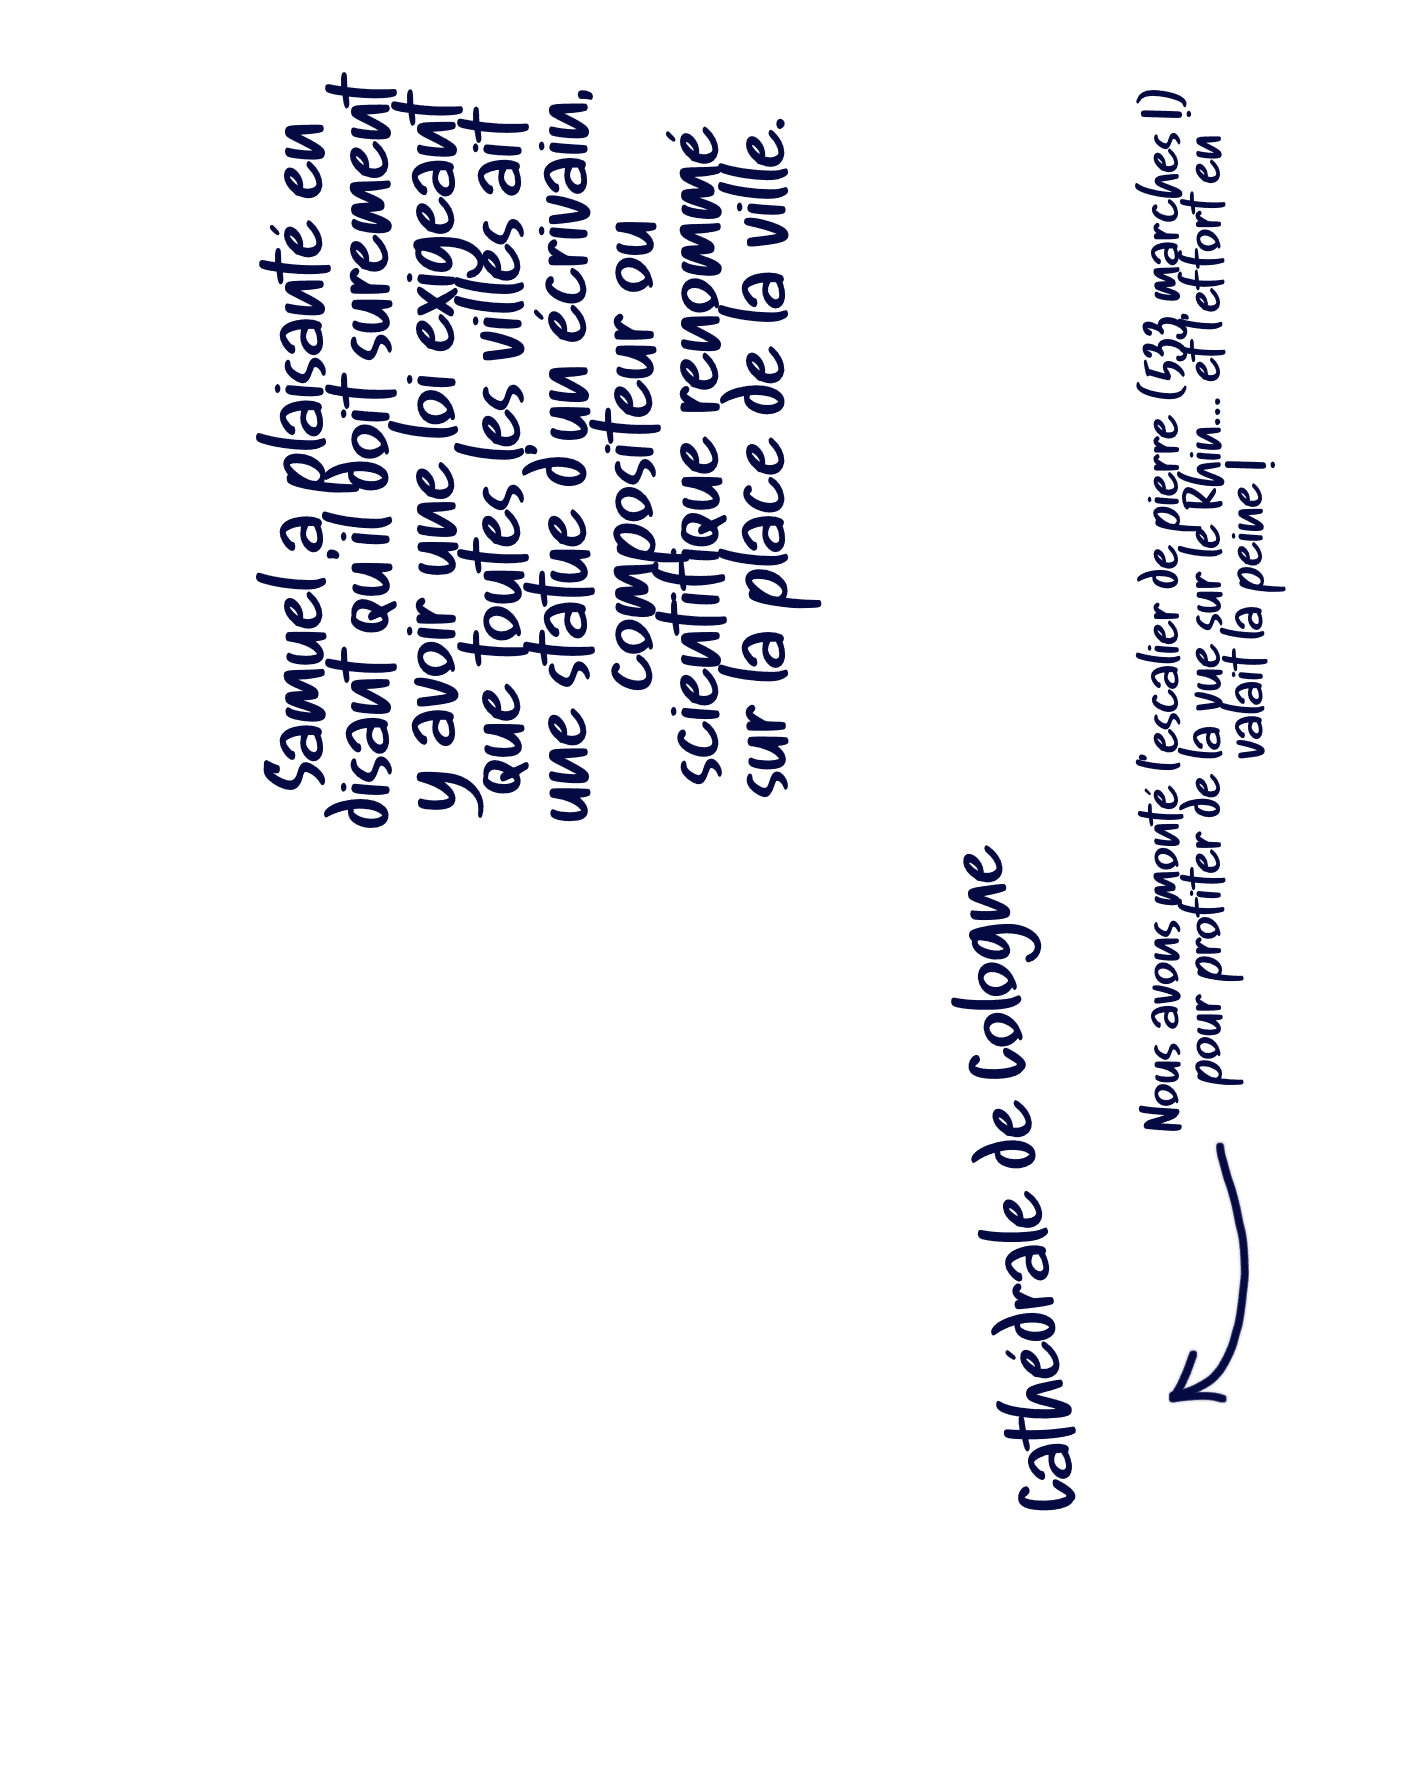 Samuel a plaisanté en
disant qu'il doit surement
y avoir une loi exigeant
que toutes les villes ait
une statue d'un écrivain,
compositeur ou
scientifique renommé
sur la place de la ville.
Cathédrale de Cologne
Nous avons monté l'escalier de pierre (533 marches !)
pour profiter de la vue sur le Rhin... et l'effort en
valait la peine !